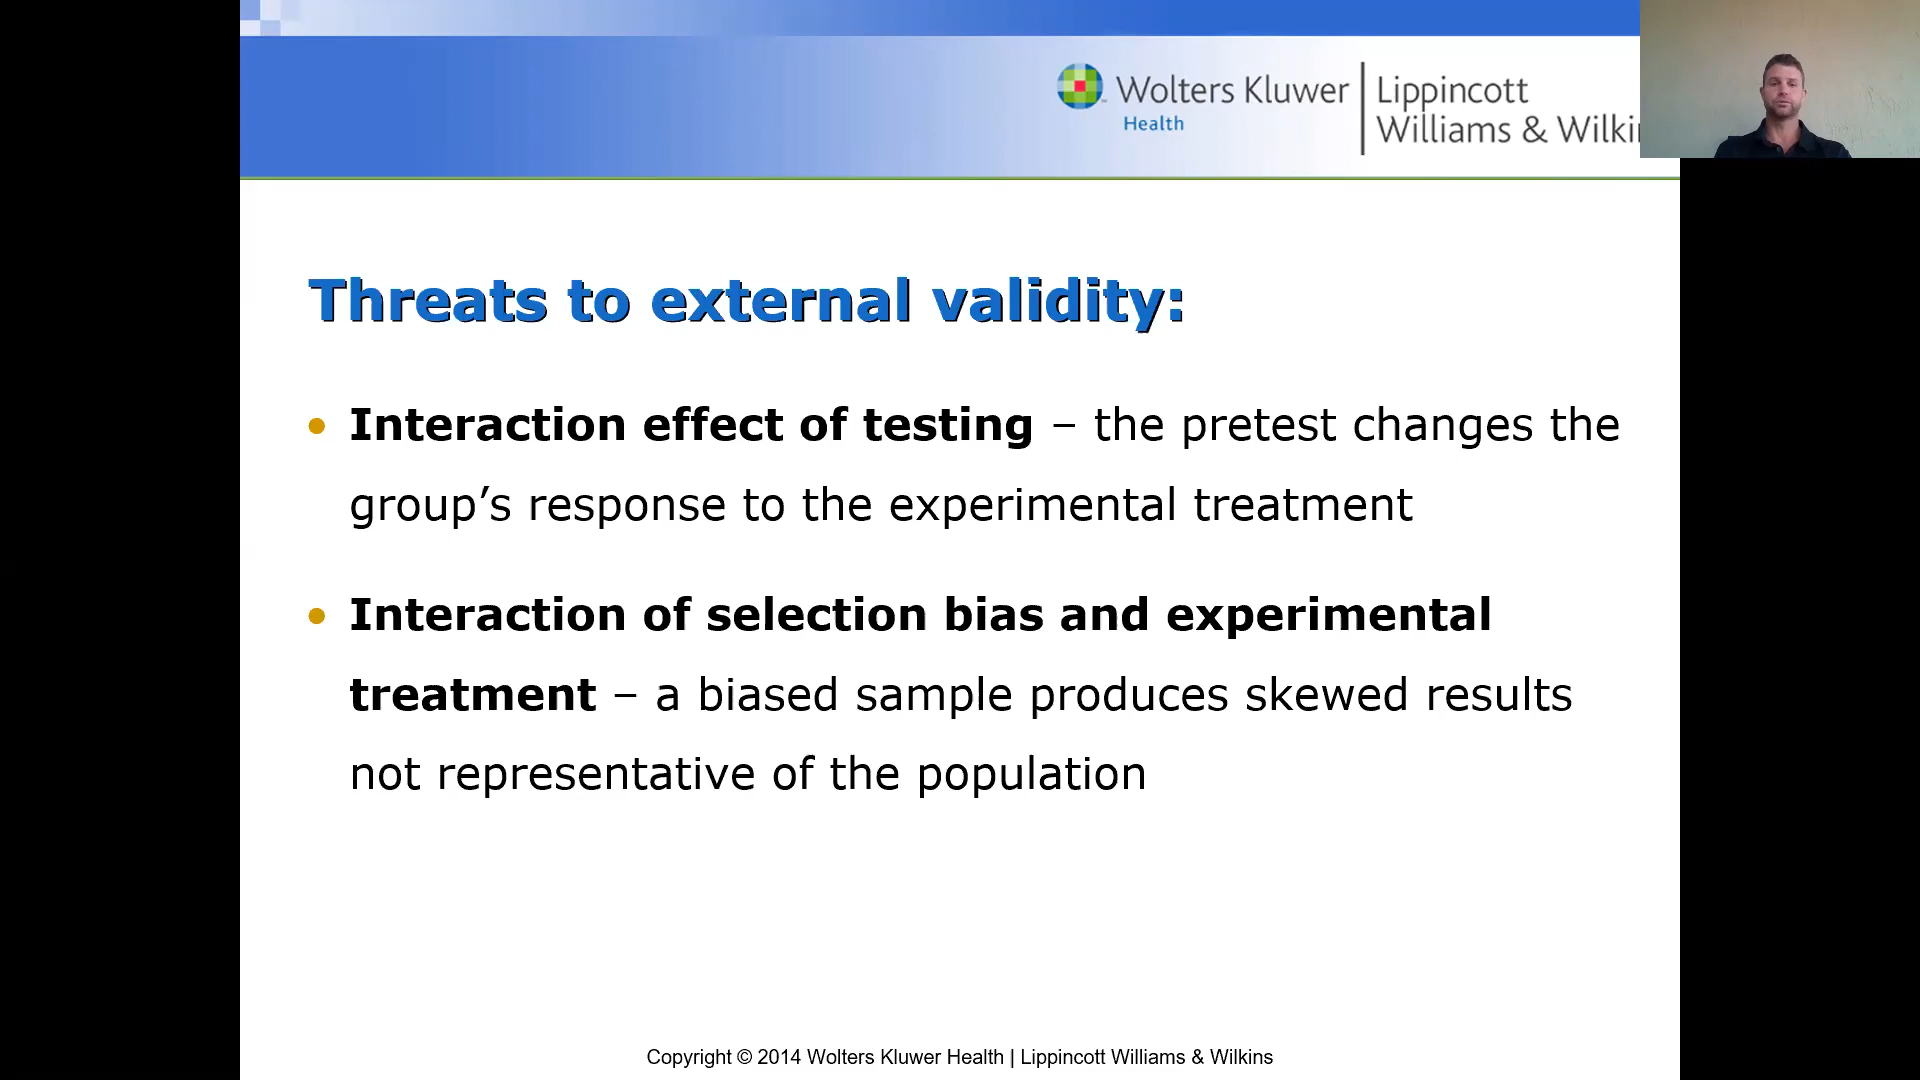 Wolters Kluwer
Health
Lippincott
Williams &
Threats to external validity:
• Interaction effect of testing – the pretest changes the
group’s response to the experimental treatment
• Interaction of selection bias and experimental
treatment – a biased sample produces skewed results
not representative of the population
Copyright © 2014 Wolters Kluwer Health | Lippincott Williams & Wilkins